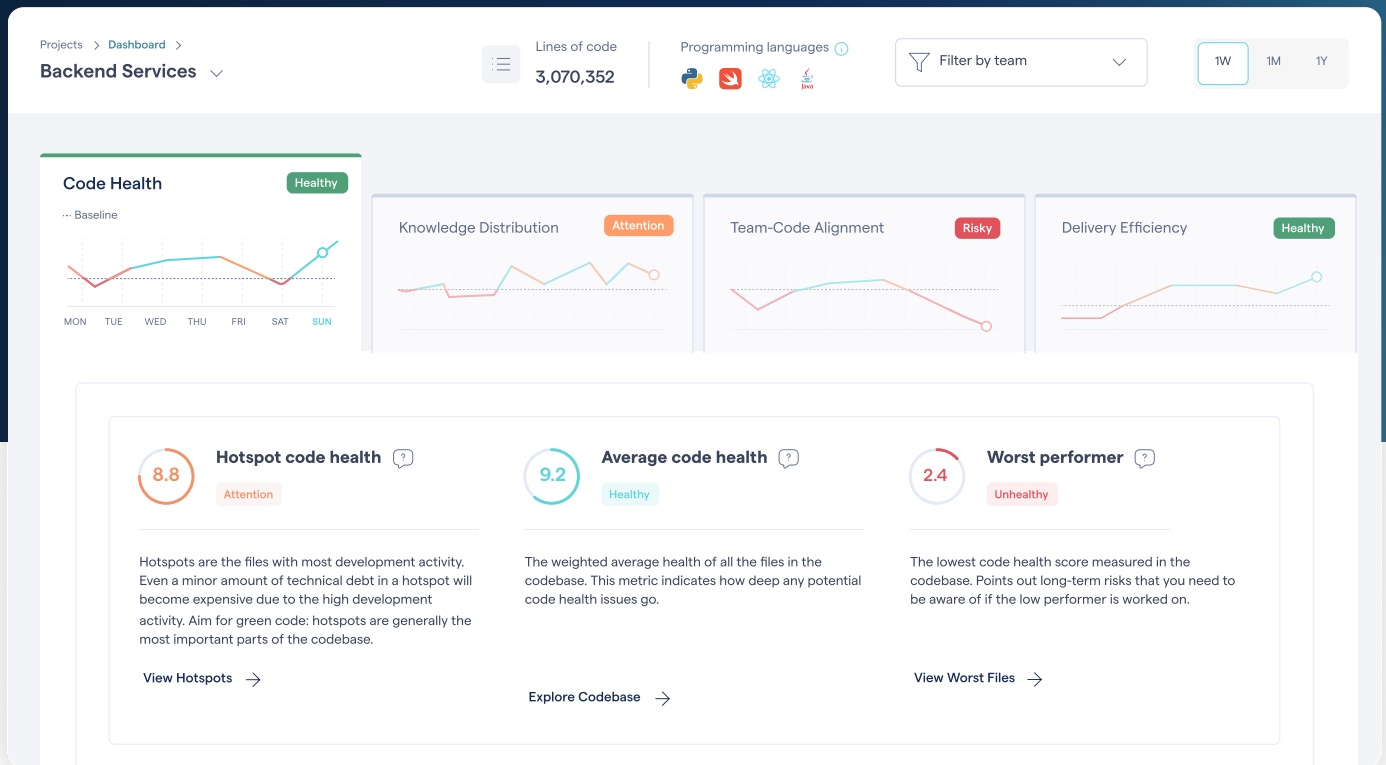 Projects
Dashboard
Backend Services
Lines of code
3,070,352
Programming languages
Java
Filter by team
1W
1M
1Y
Code Health
Healthy
Baseline
MON TUE WED THU FRI SAT SUN
Knowledge Distribution
Attention
Team-Code Alignment
Risky
Delivery Efficiency
Healthy
8.8
Hotspot code health
?
Attention
Hotspots are the files with most development activity.
Even a minor amount of technical debt in a hotspot will
become expensive due to the high development
activity. Aim for green code: hotspots are generally the
most important parts of the codebase.
View Hotspots
9.2
Average code health
?
Healthy
The weighted average health of all the files in the
codebase. This metric indicates how deep any potential
code health issues go.
Explore Codebase
2.4
Worst performer
?
Unhealthy
The lowest code health score measured in the
codebase. Points out long-term risks that you need to
be aware of if the low performer is worked on.
View Worst Files